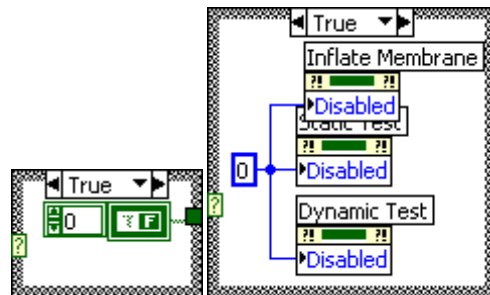 True
Inflate Membrane
?! ?!
Disabled
Static Test
?! ?!
0
Disabled
True
0
F
?
?
Dynamic Test
?! ?!
Disabled